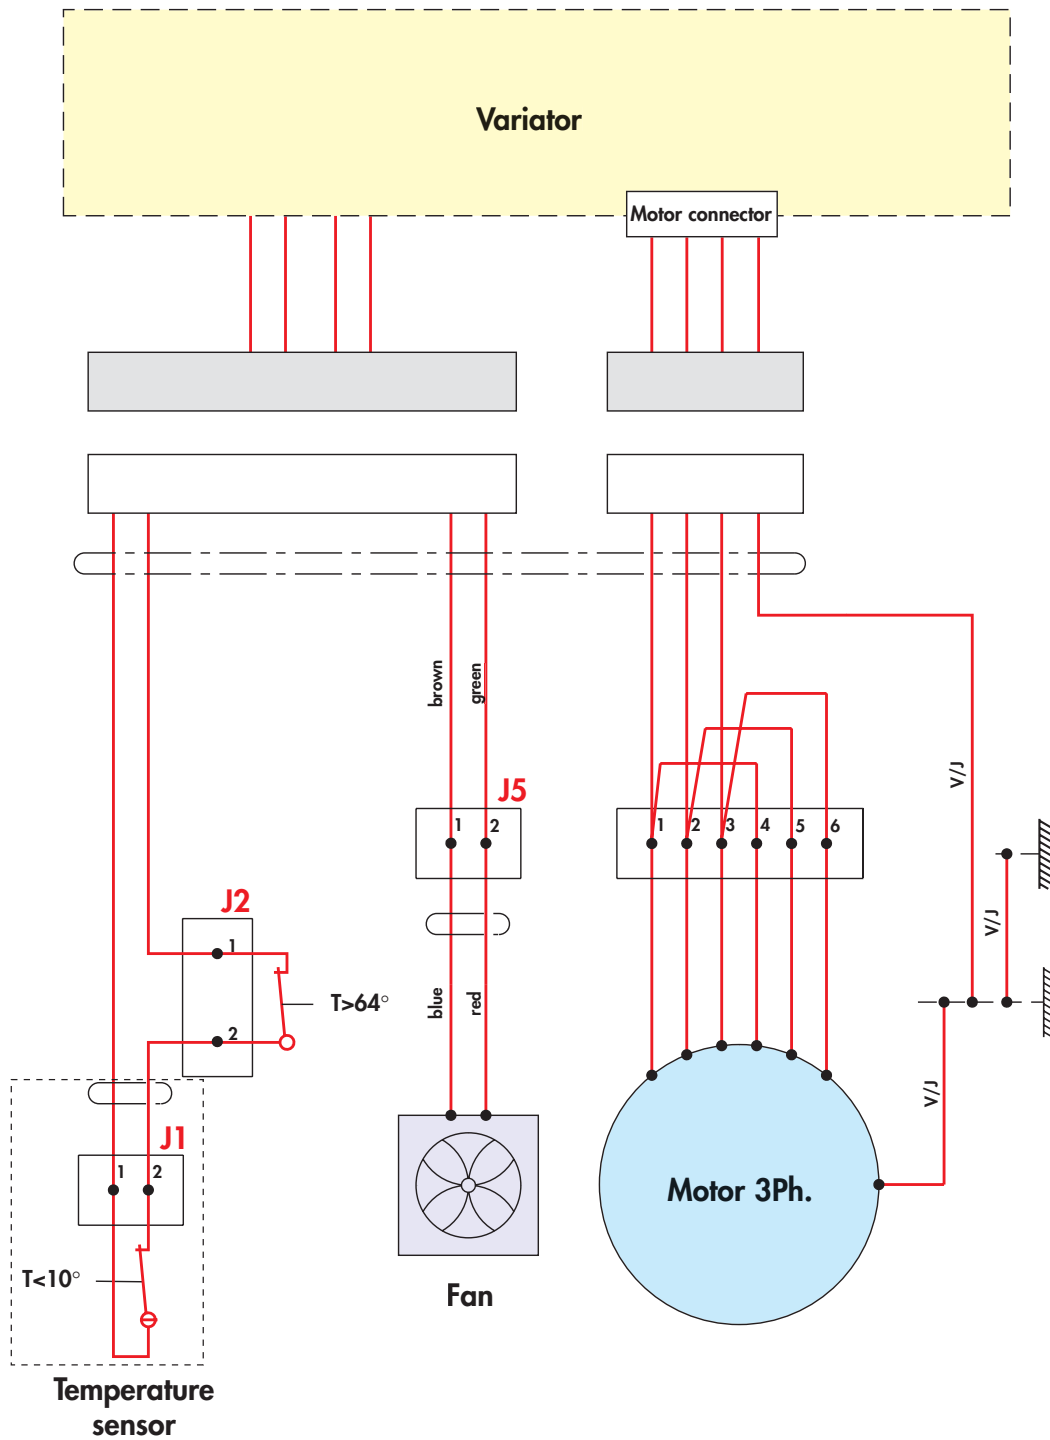 Variator
Motor connector
brown
green
V/J
J5
1
2
1
2
3
4
5
6
J2
1
V/J
blue
red
T>64°
2
V/J
J1
1
2
Motor 3Ph.
T<10°
Fan
Temperature
sensor